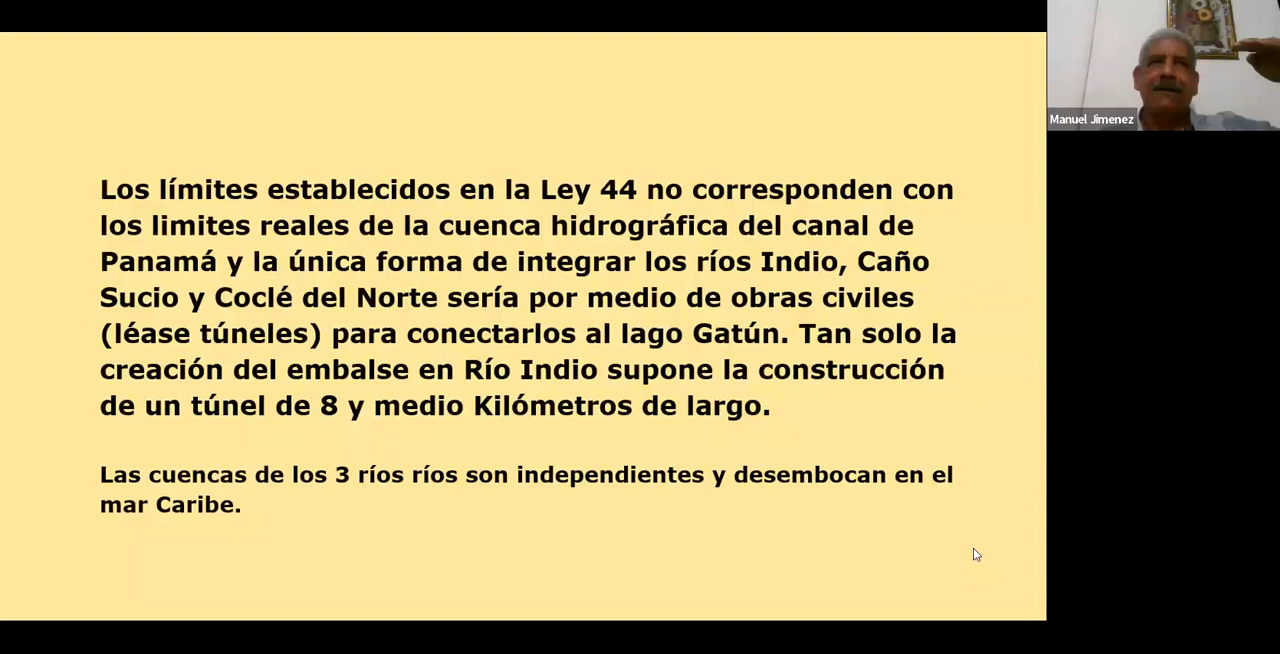 Los límites establecidos en la Ley 44 no corresponden con
los limites reales de la cuenca hidrográfica del canal de
Panamá y la única forma de integrar los ríos Indio, Caño
Sucio y Coclé del Norte sería por medio de obras civiles
(léase túneles) para conectarlos al lago Gatún. Tan solo la
creación del embalse en Río Indio supone la construcción
de un túnel de 8 y medio Kilómetros de largo.
Las cuencas de los 3 ríos ríos son independientes y desembocan en el
mar Caribe.
Manuel Jimenez